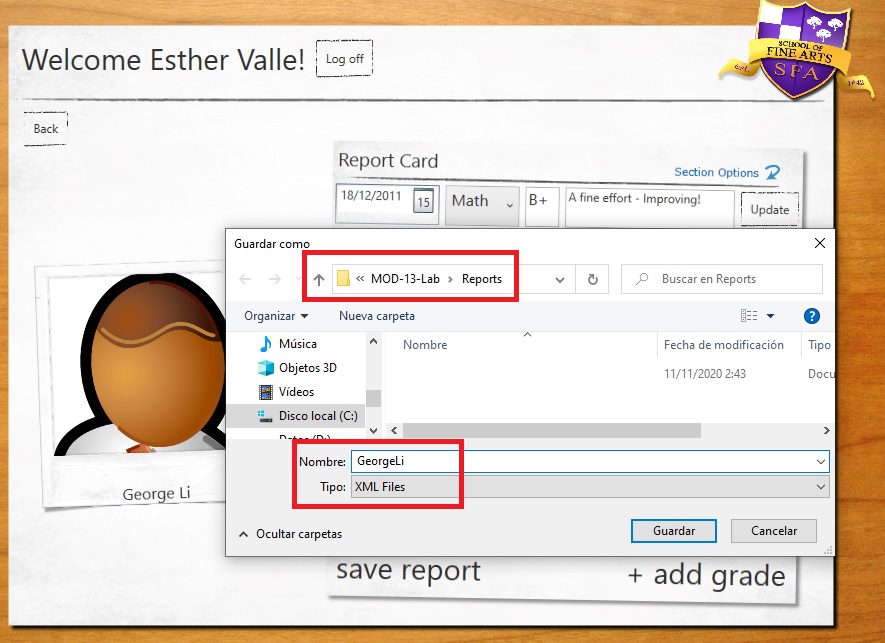 Welcome Esther Valle!
Log off
SCHOOL OF
FINE ARTS
SFA
est.
Back
Report Card
Section Options
18/12/2011
15
Math
B+
A fine effort - Improving!
Update
Guardar como
« MOD-13-Lab › Reports
Buscar en Reports
Organizar
Nueva carpeta
Música
Objetos 3D
Vídeos
Disco local (C:)
Nombre
Fecha de modificación
Tipo
11/11/2020 2:43
Docu
Nombre: GeorgeLi
Tipo: XML Files
Ocultar carpetas
Guardar
Cancelar
George Li
save report
+ add grade